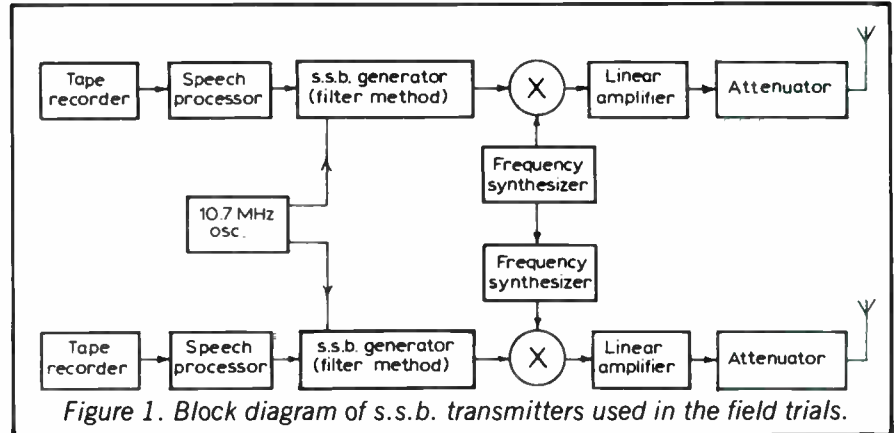 Tape
recorder
Speech
processor
s.s.b. generator
(filter method)
X
Linear
amplifier
Attenuator
Frequency
synthesizer
10.7 MHz
osc.
Frequency
synthesizer
Tape
recorder
Speech
processor
s.s.b. generator
(filter method)
X
Linear
amplifier
Attenuator
Figure 1. Block diagram of s.s.b. transmitters used in the field trials.